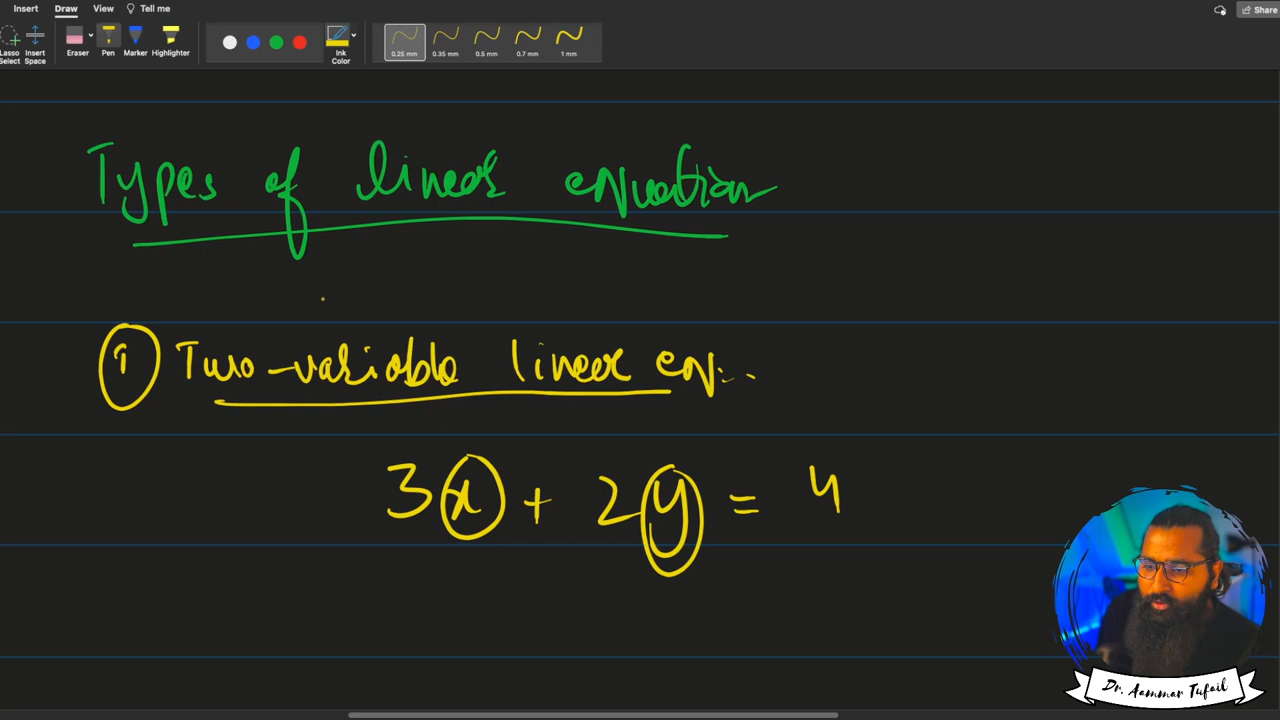 Insert Draw View Tell me
Share
Lasso Select
Insert Space
Eraser
Pen
Marker
Highlighter
Ink Color
0.25 mm
0.35 mm
0.5 mm
0.7 mm
1 mm
Types of linear equation
1 Two-variable linear eq:..
3x + 2y = 4
Dr. Aammar Tufail